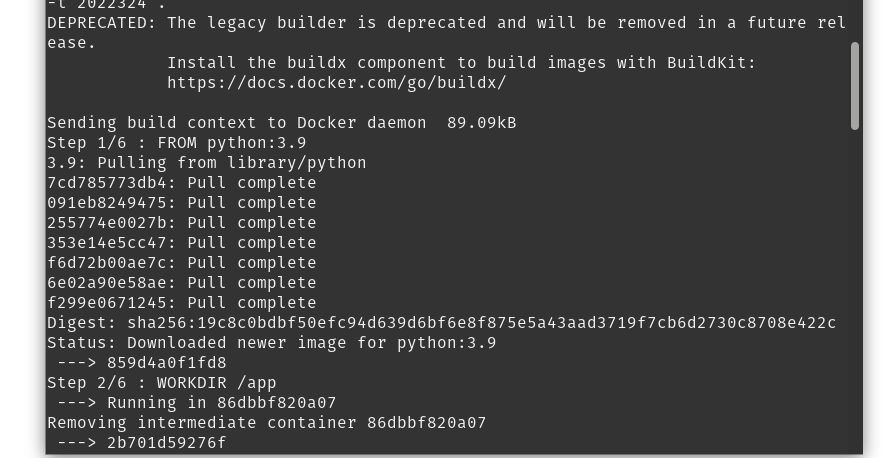 -t 2022324 .
DEPRECATED: The legacy builder is deprecated and will be removed in a future rel
ease.
Install the buildx component to build images with BuildKit:
https://docs.docker.com/go/buildx/
Sending build context to Docker daemon  89.09kB
Step 1/6 : FROM python:3.9
3.9: Pulling from library/python
7cd785773db4: Pull complete
091eb8249475: Pull complete
255774e0027b: Pull complete
353e14e5cc47: Pull complete
f6d72b00ae7c: Pull complete
6e02a90e58ae: Pull complete
f299e0671245: Pull complete
Digest: sha256:19c8c0bdbf50efc94d639d6bf6e8f875e5a43aad3719f7cb6d2730c8708e422c
Status: Downloaded newer image for python:3.9
 ---> 859d4a0f1fd8
Step 2/6 : WORKDIR /app
 ---> Running in 86dbbf820a07
Removing intermediate container 86dbbf820a07
 ---> 2b701d59276f